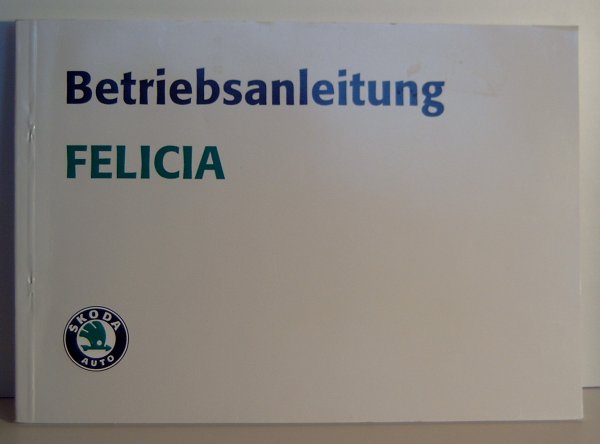 Betriebsanleitung
FELICIA
ŠKODA
AUTO